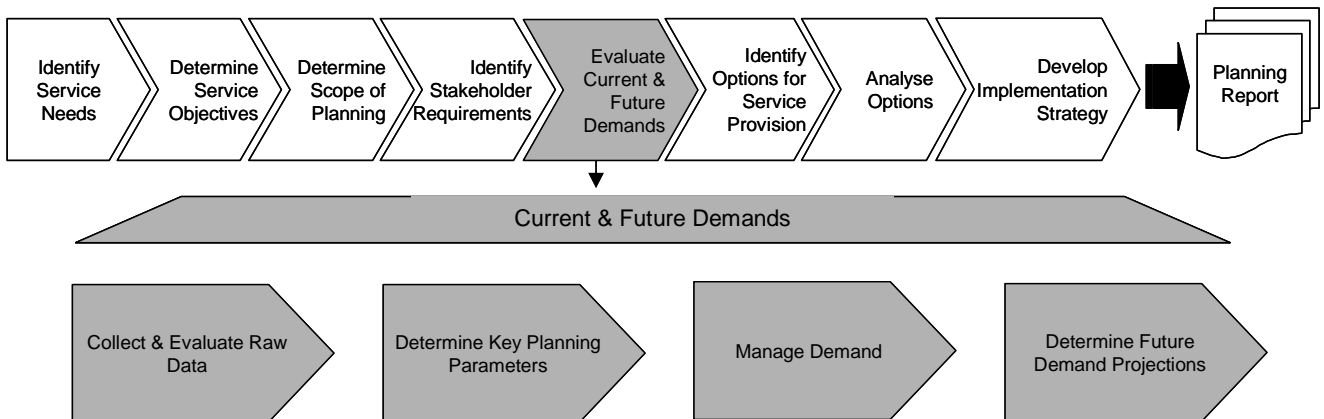 Identify
Service
Needs
Determine
Service
Objectives
Determine
Scope of
Planning
Identify
Stakeholder
Requirements
Evaluate
Current &
Future
Demands
Identify
Options for
Service
Provision
Analyse
Options
Develop
Implementation
Strategy
Planning
Report
Current & Future Demands
Collect & Evaluate Raw
Data
Determine Key Planning
Parameters
Manage Demand
Determine Future
Demand Projections